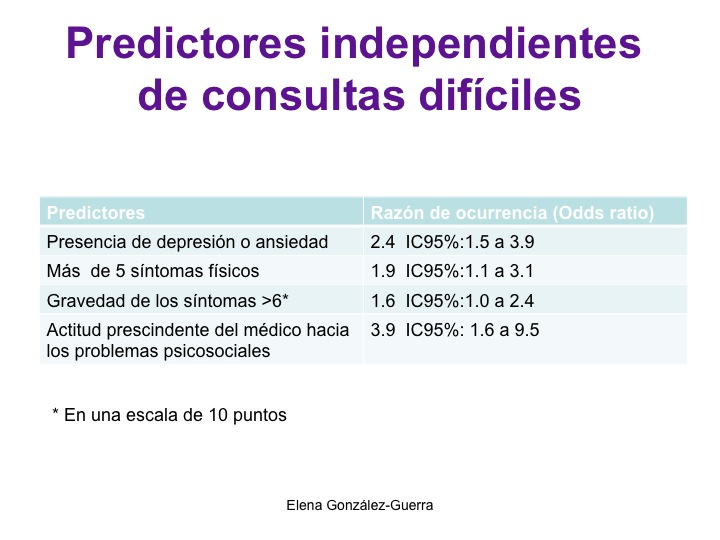 Predictores independientes
de consultas difíciles
Predictores Razón de ocurrencia (Odds ratio)
Presencia de depresión o ansiedad 2.4 IC95%:1.5 a 3.9
Más de 5 síntomas físicos 1.9 IC95%:1.1 a 3.1
Gravedad de los síntomas >6* 1.6 IC95%:1.0 a 2.4
Actitud prescindente del médico hacia 3.9 IC95%: 1.6 a 9.5
los problemas psicosociales
* En una escala de 10 puntos
Elena González-Guerra